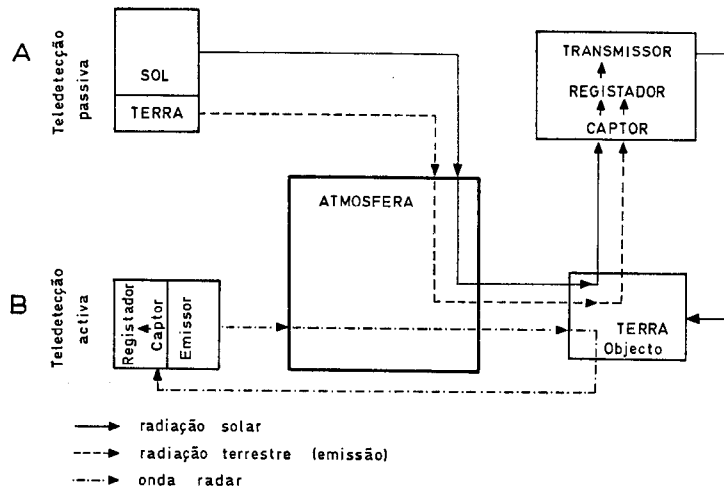 A
Teledetecção
passiva
SOL
TERRA
TRANSMISSOR
REGISTADOR
CAPTOR
ATMOSFERA
B
Teledetecção
activa
Registador
Captor
Emissor
TERRA
Objecto
radiação solar
radiação terrestre (emissão)
onda radar